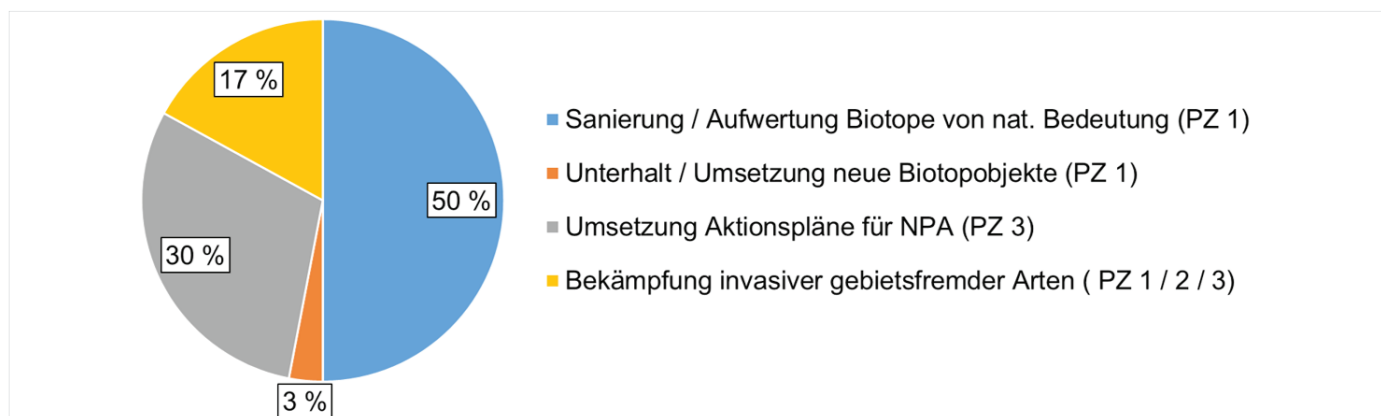 17 %
50 %
30 %
3 %
Sanierung / Aufwertung Biotope von nat. Bedeutung (PZ 1)
Unterhalt / Umsetzung neue Biotopobjekte (PZ 1)
Umsetzung Aktionspläne für NPA (PZ 3)
Bekämpfung invasiver gebietsfremder Arten ( PZ 1 / 2 / 3)